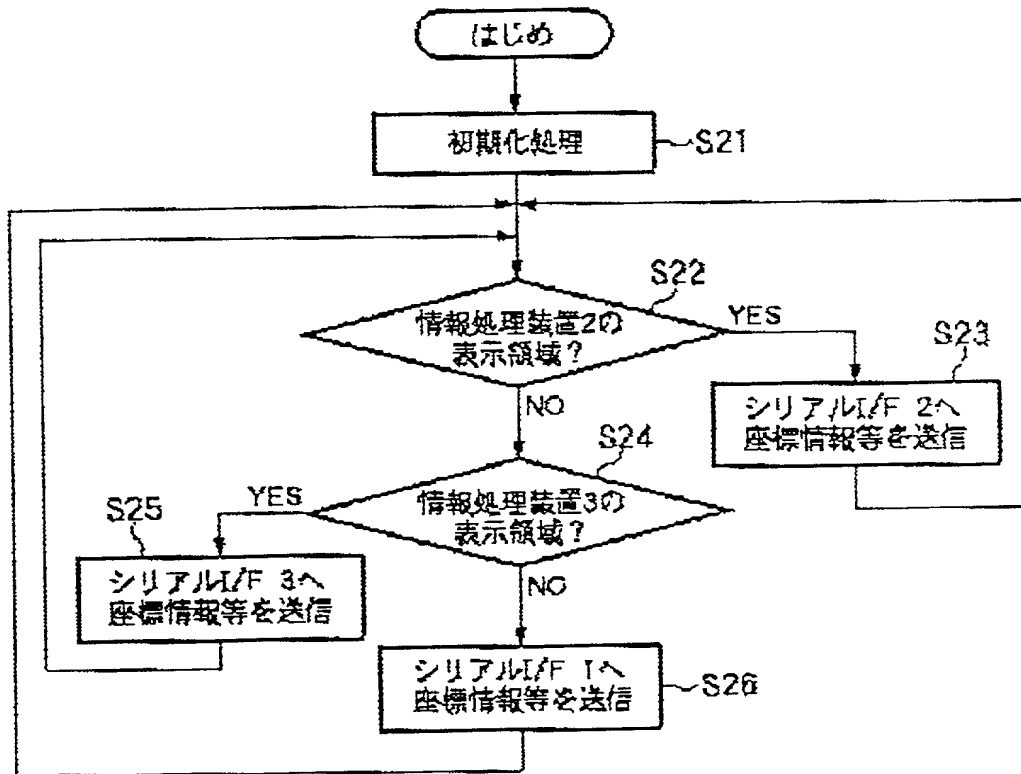 はじめ
初期化処理
S21
S22
情報処理装置2の
表示領域?
YES
S23
シリアルI/F 2へ
座標情報等を送信
NO
S24
情報処理装置3の
表示領域?
YES
S25
シリアルI/F 3へ
座標情報等を送信
NO
シリアルI/F 1へ
座標情報等を送信
S26